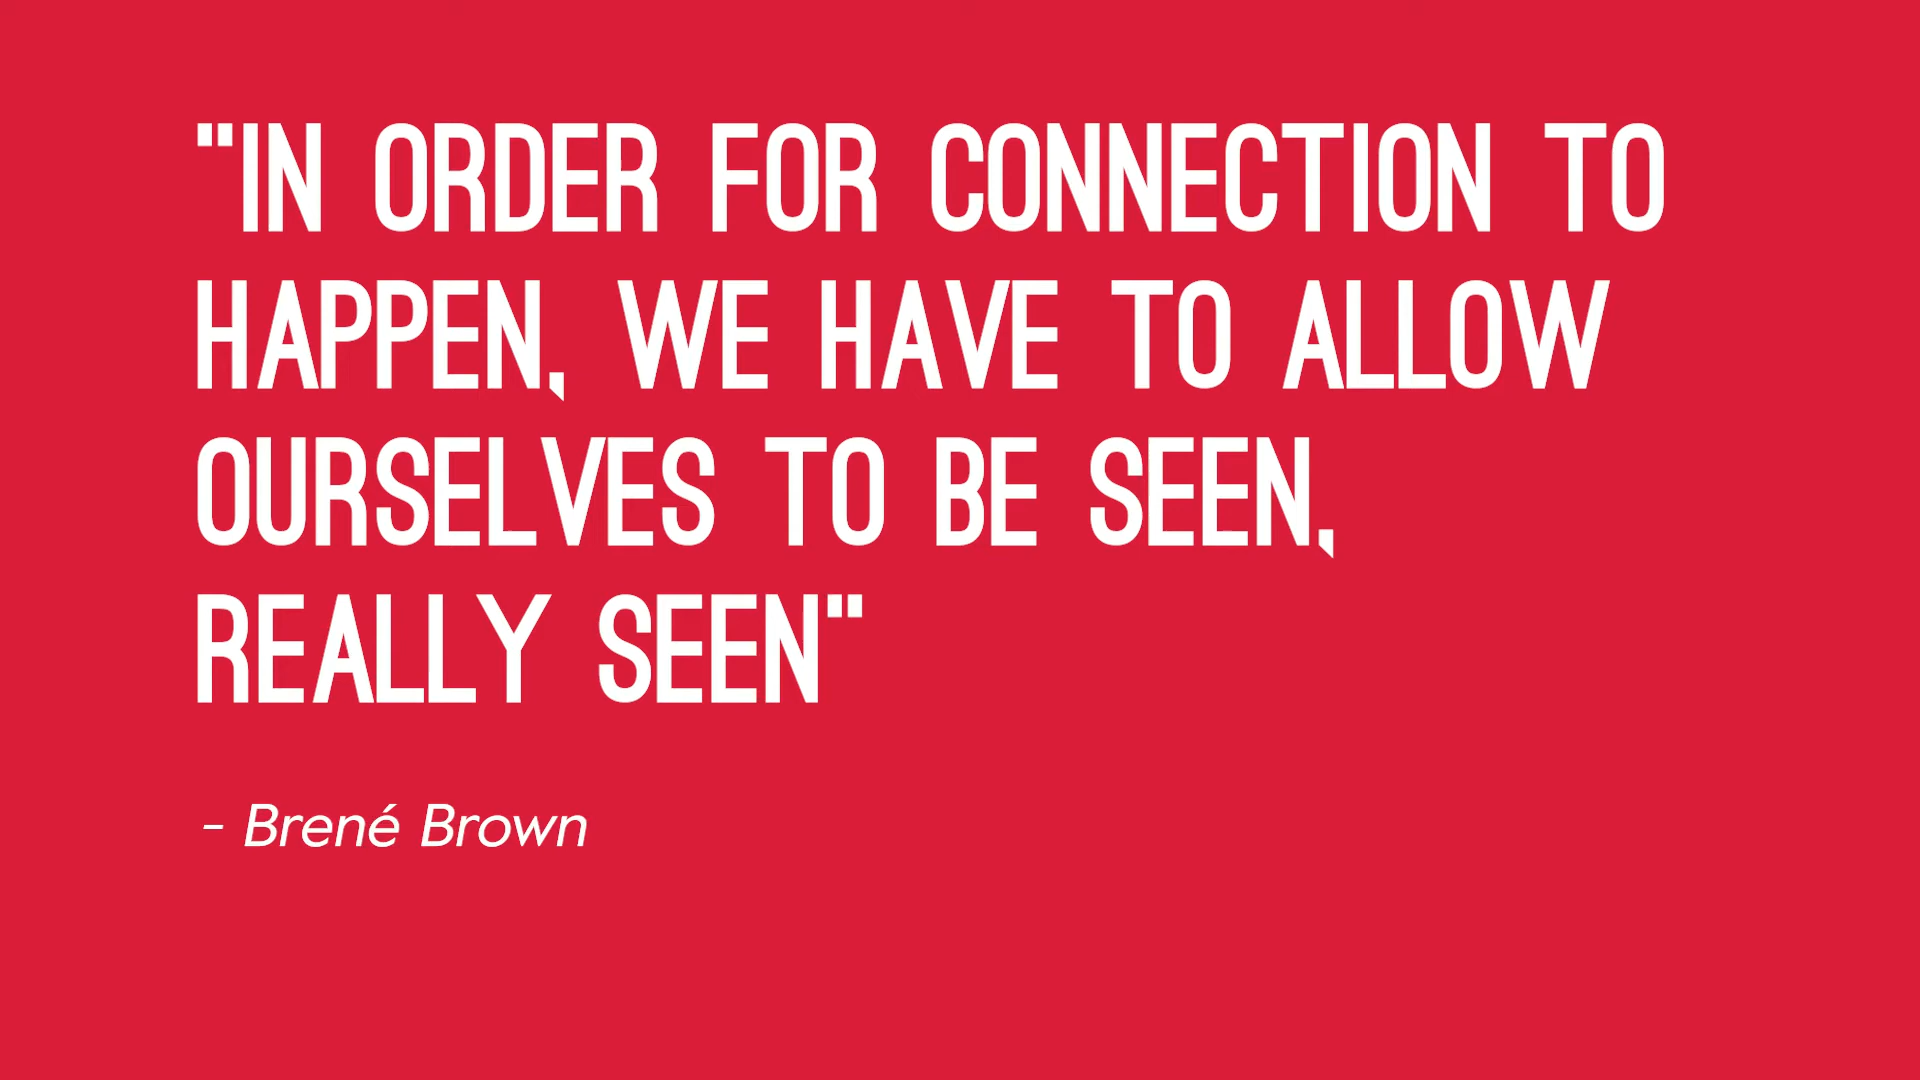 "IN ORDER FOR CONNECTION TO
HAPPEN, WE HAVE TO ALLOW
OURSELVES TO BE SEEN,
REALLY SEEN"
- Brené Brown